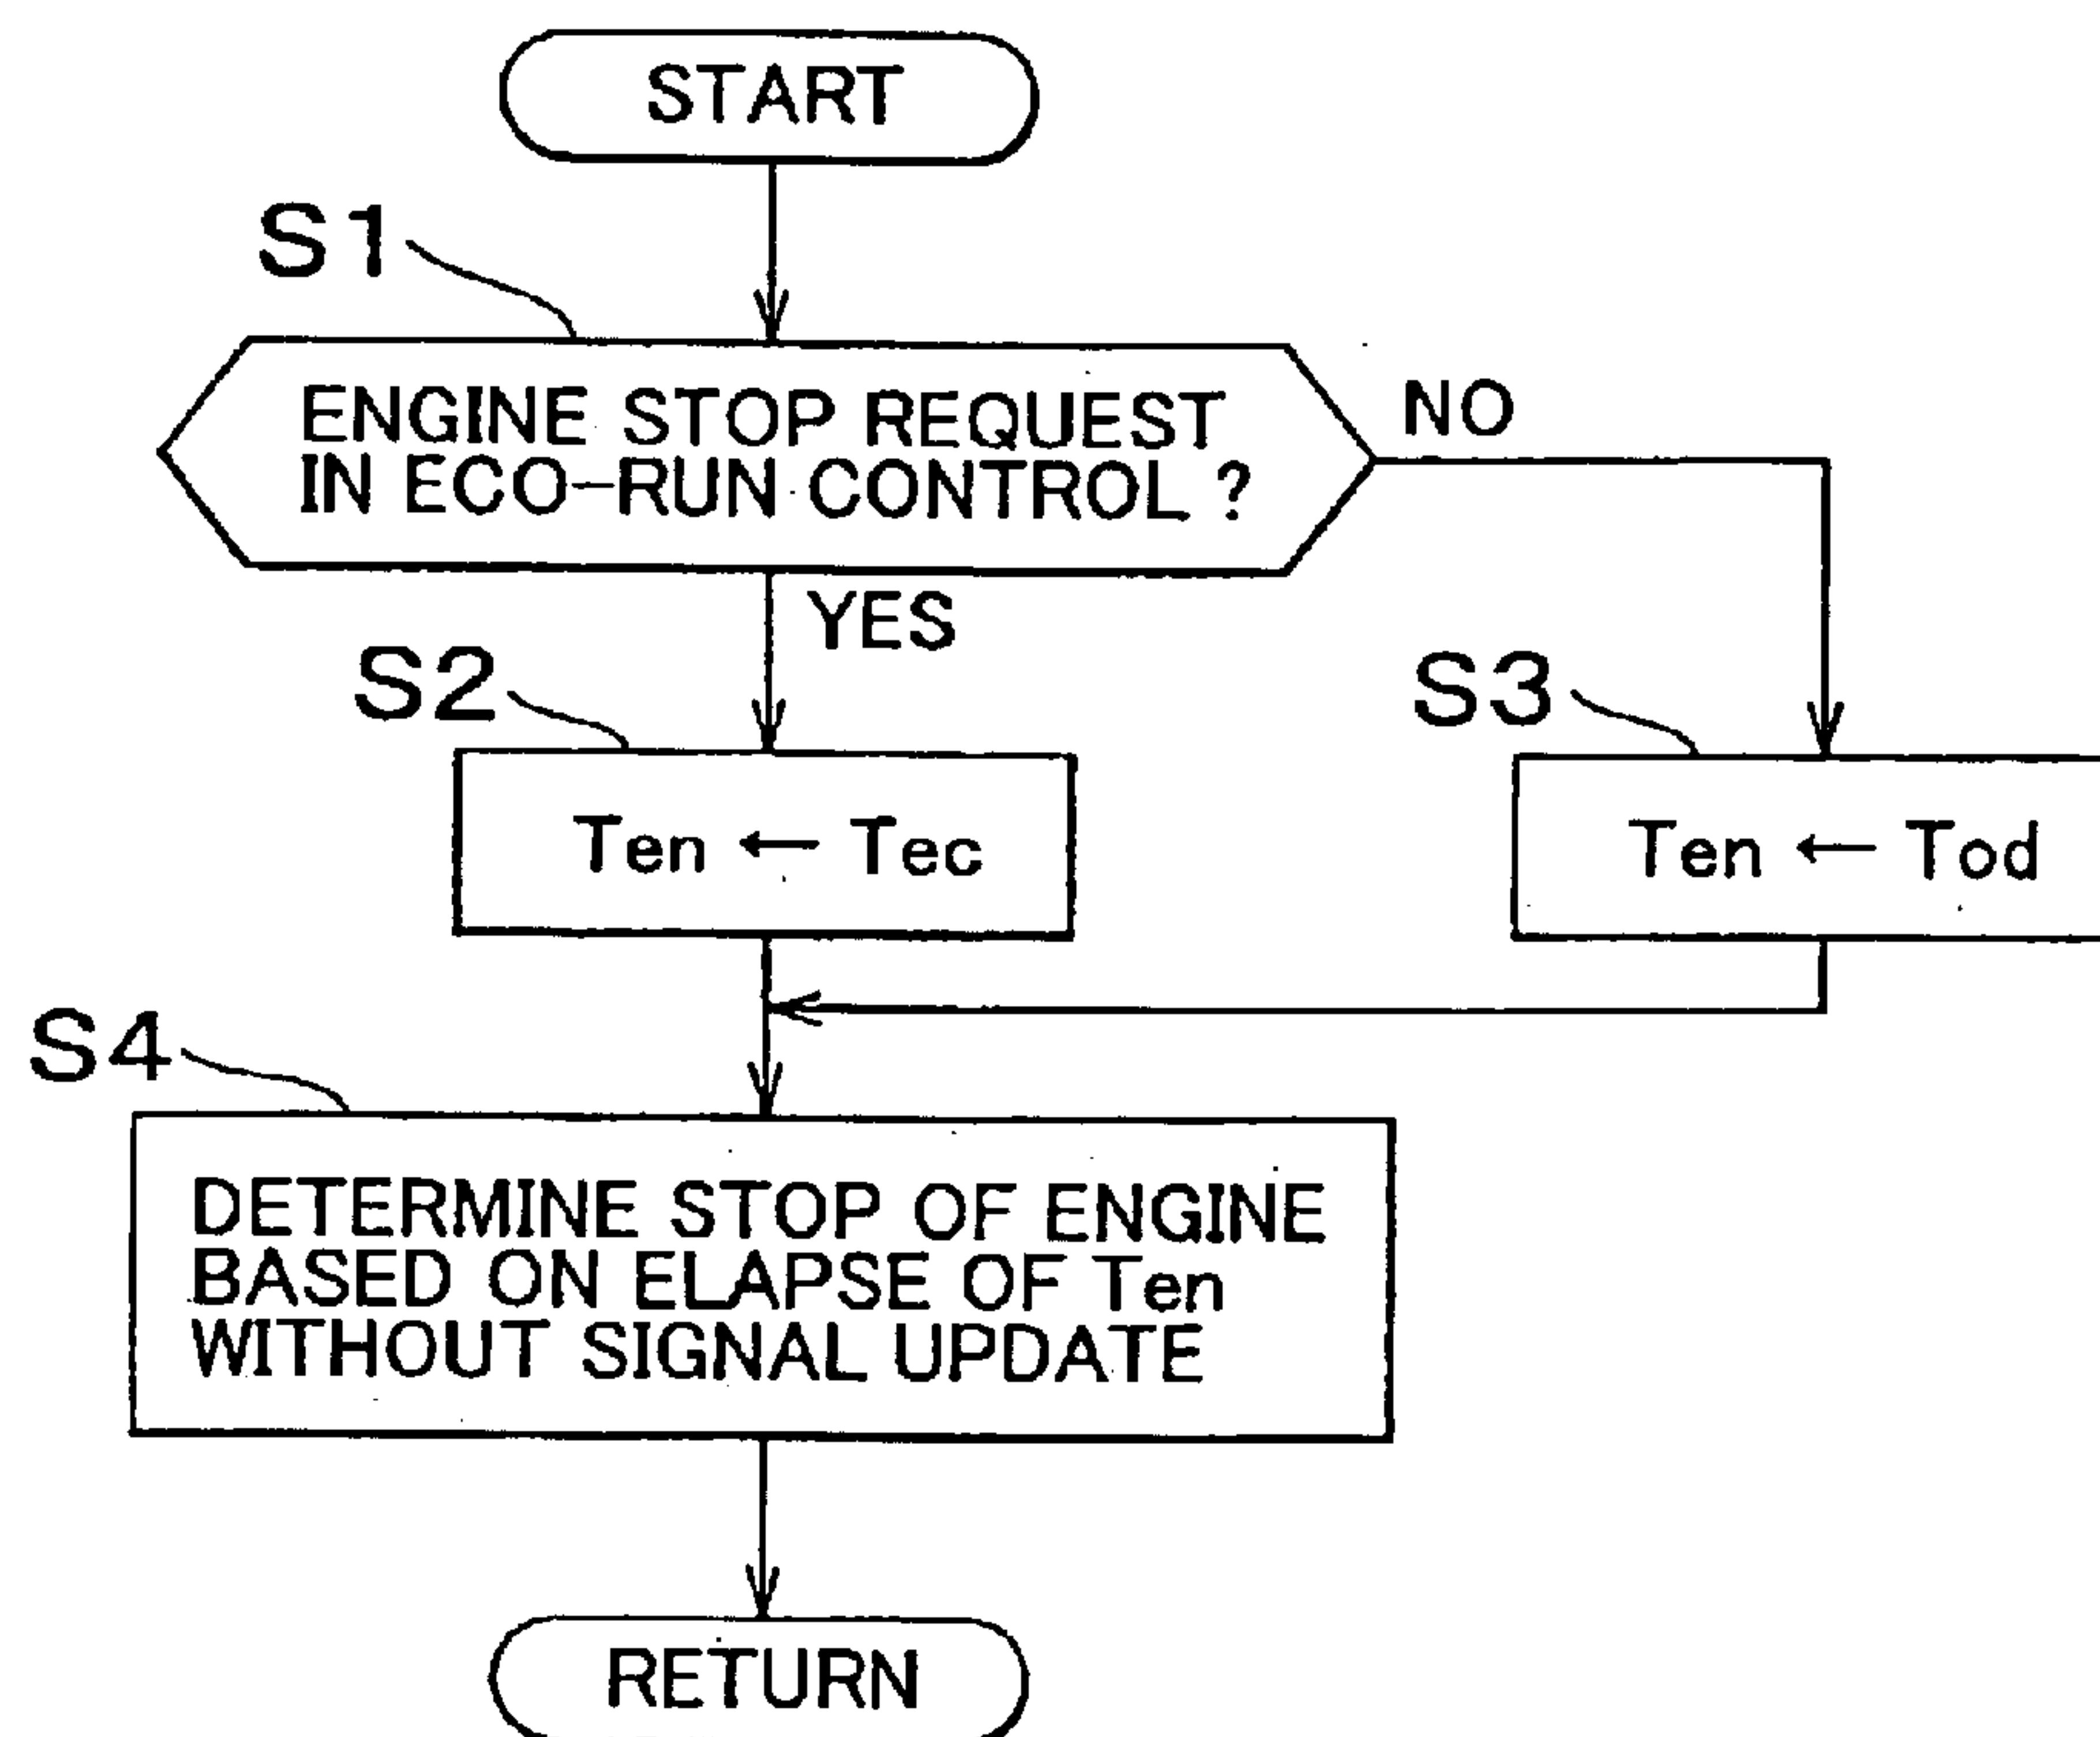 START
S1
ENGINE STOP REQUEST
IN ECO-RUN CONTROL ?
NO
YES
S2
S3
Ten ← Tec
Ten ← Tod
S4
DETERMINE STOP OF ENGINE
BASED ON ELAPSE OF Ten
WITHOUT SIGNAL UPDATE
RETURN